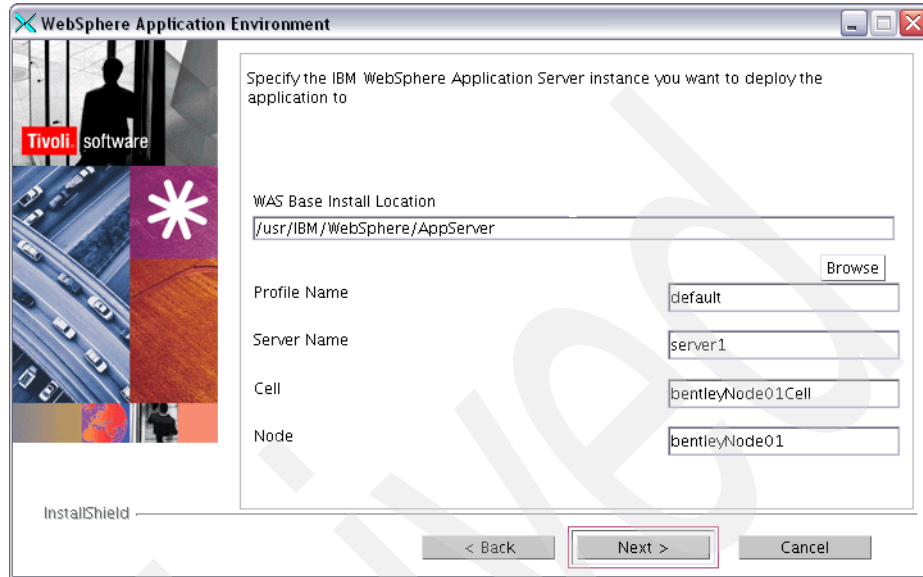 WebSphere Application Environment
Specify the IBM WebSphere Application Server instance you want to deploy the
application to
Tivoli. software
WAS Base Install Location
/usr/IBM/WebSphere/AppServer
Browse
Profile Name
default
Server Name
server1
Cell
bentleyNode01Cell
Node
bentleyNode01
InstallShield
< Back
Next >
Cancel